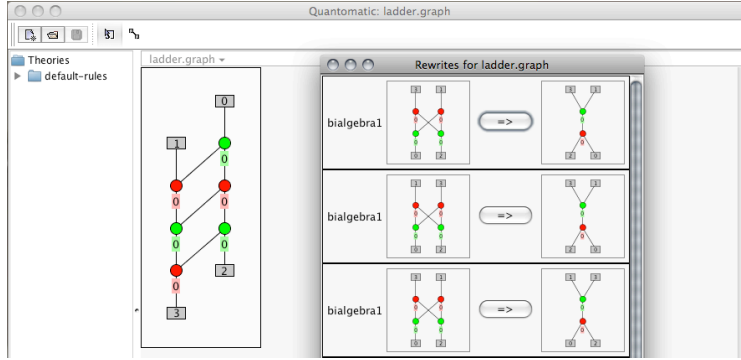 Quantomatic: ladder.graph
Theories
default-rules
ladder.graph
0
1
0
0
0
0
0
0
2
3
Rewrites for ladder.graph
bialgebra1
=>
bialgebra1
=>
bialgebra1
=>